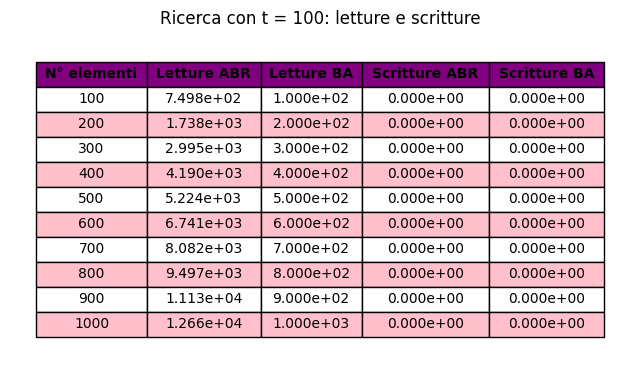 Ricerca con t = 100: letture e scritture
N° elementi Letture ABR Letture BA Scritture ABR Scritture BA
100 7.498e+02 1.000e+02 0.000e+00 0.000e+00
200 1.738e+03 2.000e+02 0.000e+00 0.000e+00
300 2.995e+03 3.000e+02 0.000e+00 0.000e+00
400 4.190e+03 4.000e+02 0.000e+00 0.000e+00
500 5.224e+03 5.000e+02 0.000e+00 0.000e+00
600 6.741e+03 6.000e+02 0.000e+00 0.000e+00
700 8.082e+03 7.000e+02 0.000e+00 0.000e+00
800 9.497e+03 8.000e+02 0.000e+00 0.000e+00
900 1.113e+04 9.000e+02 0.000e+00 0.000e+00
1000 1.266e+04 1.000e+03 0.000e+00 0.000e+00